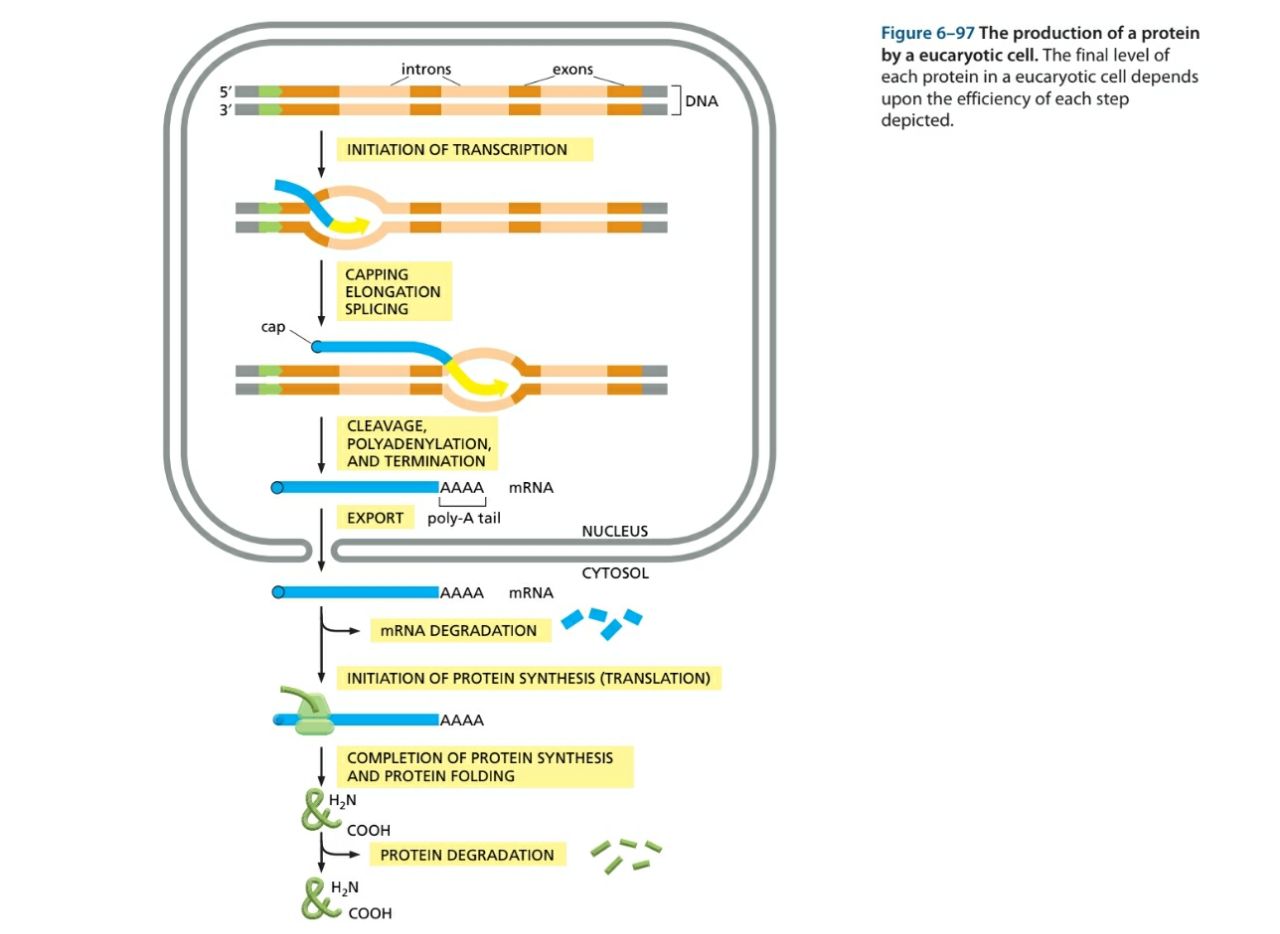 Figure 6–97 The production of a protein
by a eucaryotic cell. The final level of
each protein in a eucaryotic cell depends
upon the efficiency of each step
depicted.
introns
exons
5′
3′
DNA
INITIATION OF TRANSCRIPTION
CAPPING
ELONGATION
SPLICING
cap
CLEAVAGE,
POLYADENYLATION,
AND TERMINATION
AAAA mRNA
EXPORT
poly-A tail
NUCLEUS
CYTOSOL
AAAA mRNA
mRNA DEGRADATION
INITIATION OF PROTEIN SYNTHESIS (TRANSLATION)
AAAA
COMPLETION OF PROTEIN SYNTHESIS
AND PROTEIN FOLDING
H₂N
COOH
PROTEIN DEGRADATION
H₂N
COOH